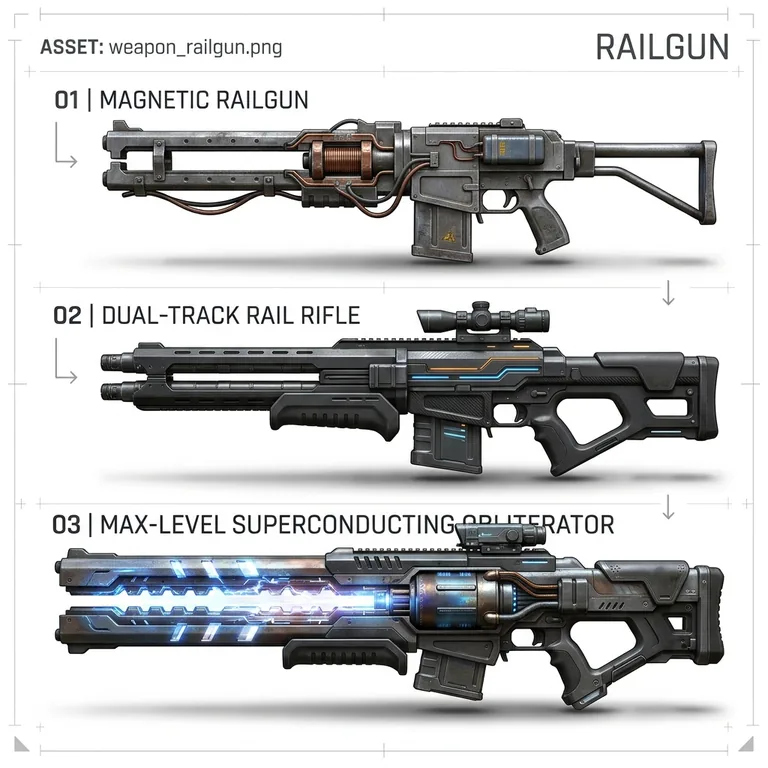 ASSET: weapon_railgun.png
RAILGUN
01 | MAGNETIC RAILGUN
02 | DUAL-TRACK RAIL RIFLE
03 | MAX-LEVEL SUPERCONDUCTING OBLITERATOR